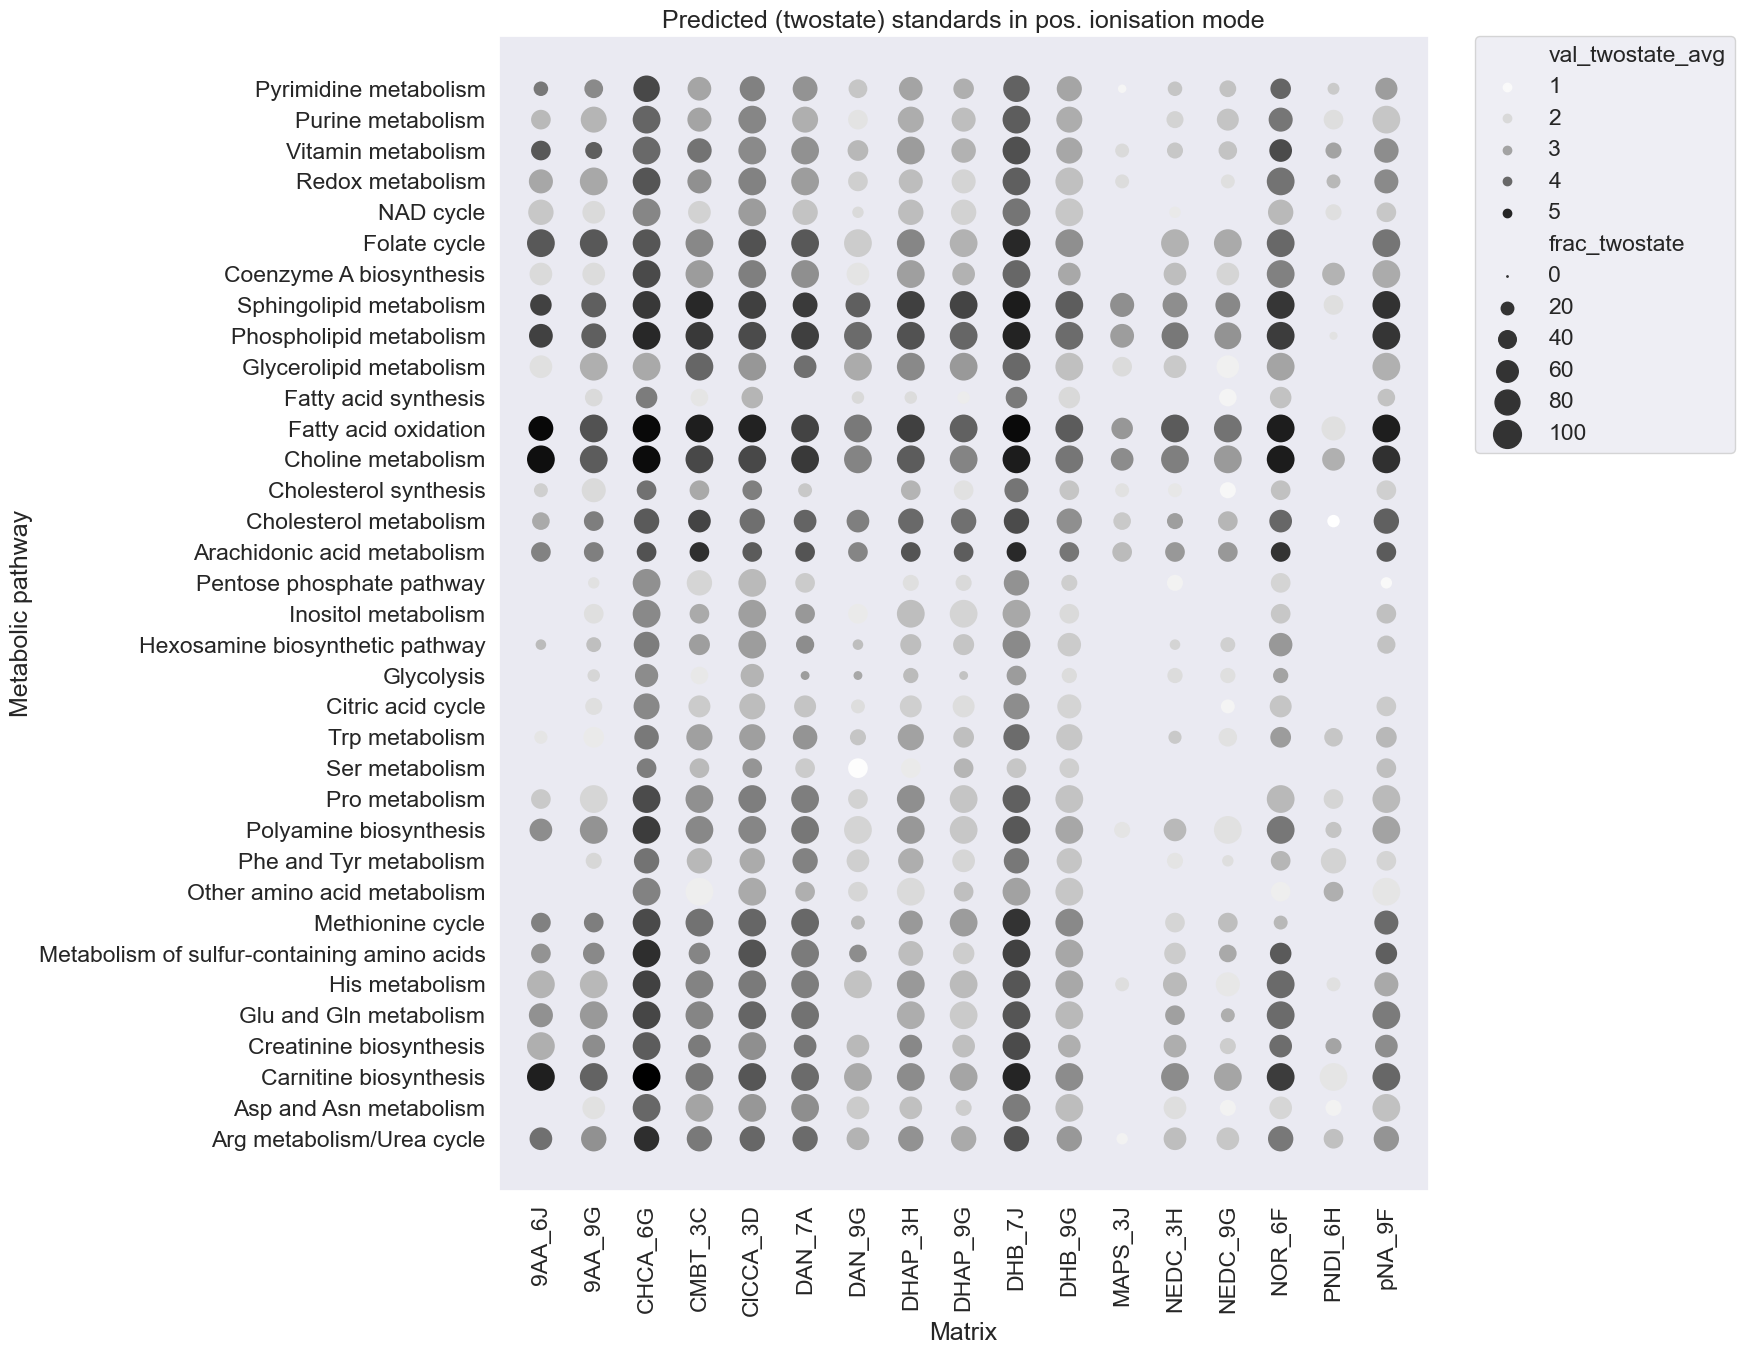 Predicted (twostate) standards in pos. ionisation mode
Pyrimidine metabolism
Purine metabolism
Vitamin metabolism
Redox metabolism
NAD cycle
Folate cycle
Coenzyme A biosynthesis
Sphingolipid metabolism
Phospholipid metabolism
Glycerolipid metabolism
Fatty acid synthesis
Fatty acid oxidation
Choline metabolism
Cholesterol synthesis
Cholesterol metabolism
Arachidonic acid metabolism
Pentose phosphate pathway
Inositol metabolism
Hexosamine biosynthetic pathway
Glycolysis
Citric acid cycle
Trp metabolism
Ser metabolism
Pro metabolism
Polyamine biosynthesis
Phe and Tyr metabolism
Other amino acid metabolism
Methionine cycle
Metabolism of sulfur-containing amino acids
His metabolism
Glu and Gln metabolism
Creatinine biosynthesis
Carnitine biosynthesis
Asp and Asn metabolism
Arg metabolism/Urea cycle
Metabolic pathway
9AA_6J
9AA_9G
CHCA_6G
CMBT_3C
ClCCA_3D
DAN_7A
DAN_9G
DHAP_3H
DHAP_9G
DHB_7J
DHB_9G
MAPS_3J
NEDC_3H
NEDC_9G
NOR_6F
PNDI_6H
pNA_9F
Matrix
val_twostate_avg
1
2
3
4
5
frac_twostate
0
20
40
60
80
100